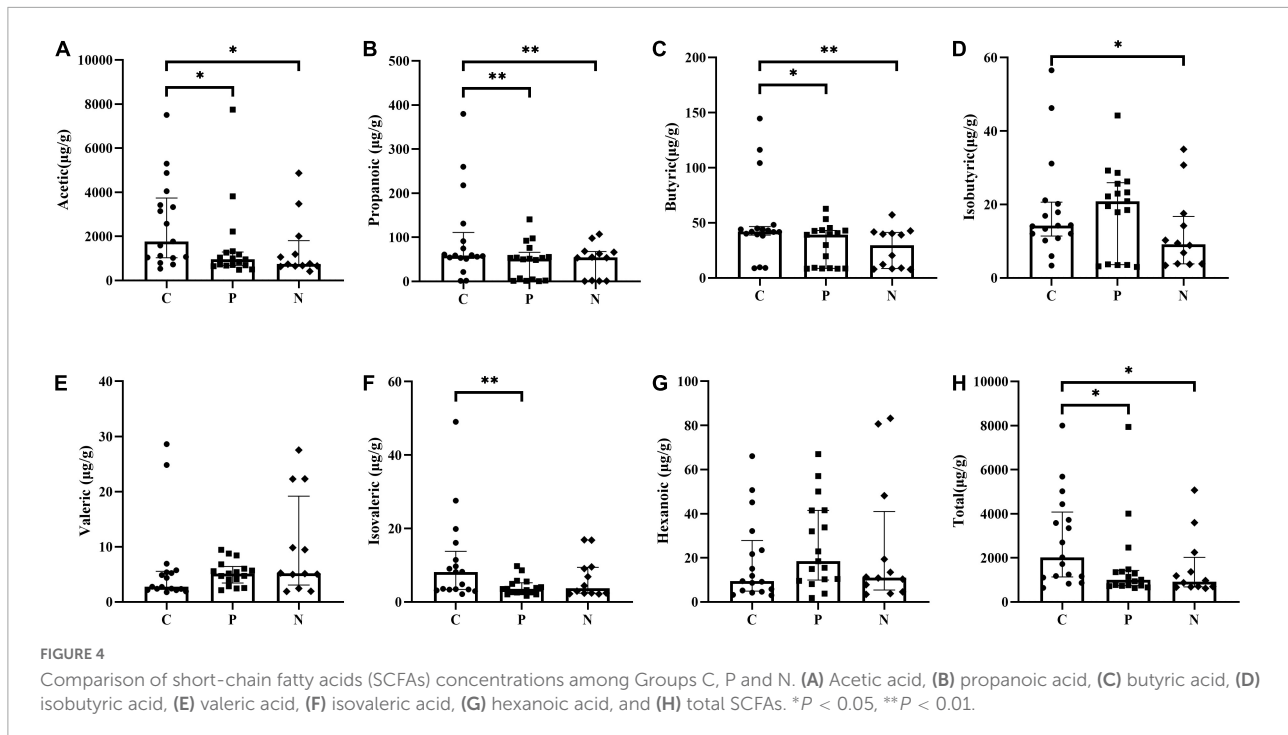 A
Acetic(µg/g)
10000
8000
6000
4000
2000
0
*
*
C P N
B
Propanoic (µg/g)
500
400
300
200
100
0
**
**
C P N
C
Butyric(µg/g)
200
150
100
50
0
**
*
C P N
D
Isobutyric(µg/g)
60
40
20
0
*
C P N
E
Valeric (µg/g)
40
30
20
10
0
C P N
F
Isovaleric (µg/g)
60
40
20
0
**
C P N
G
Hexanoic (µg/g)
100
80
60
40
20
0
C P N
H
Total(µg/g)
10000
8000
6000
4000
2000
0
*
*
C P N
FIGURE 4
Comparison of short-chain fatty acids (SCFAs) concentrations among Groups C, P and N. (A) Acetic acid, (B) propanoic acid, (C) butyric acid, (D)
isobutyric acid, (E) valeric acid, (F) isovaleric acid, (G) hexanoic acid, and (H) total SCFAs. *P < 0.05, **P < 0.01.